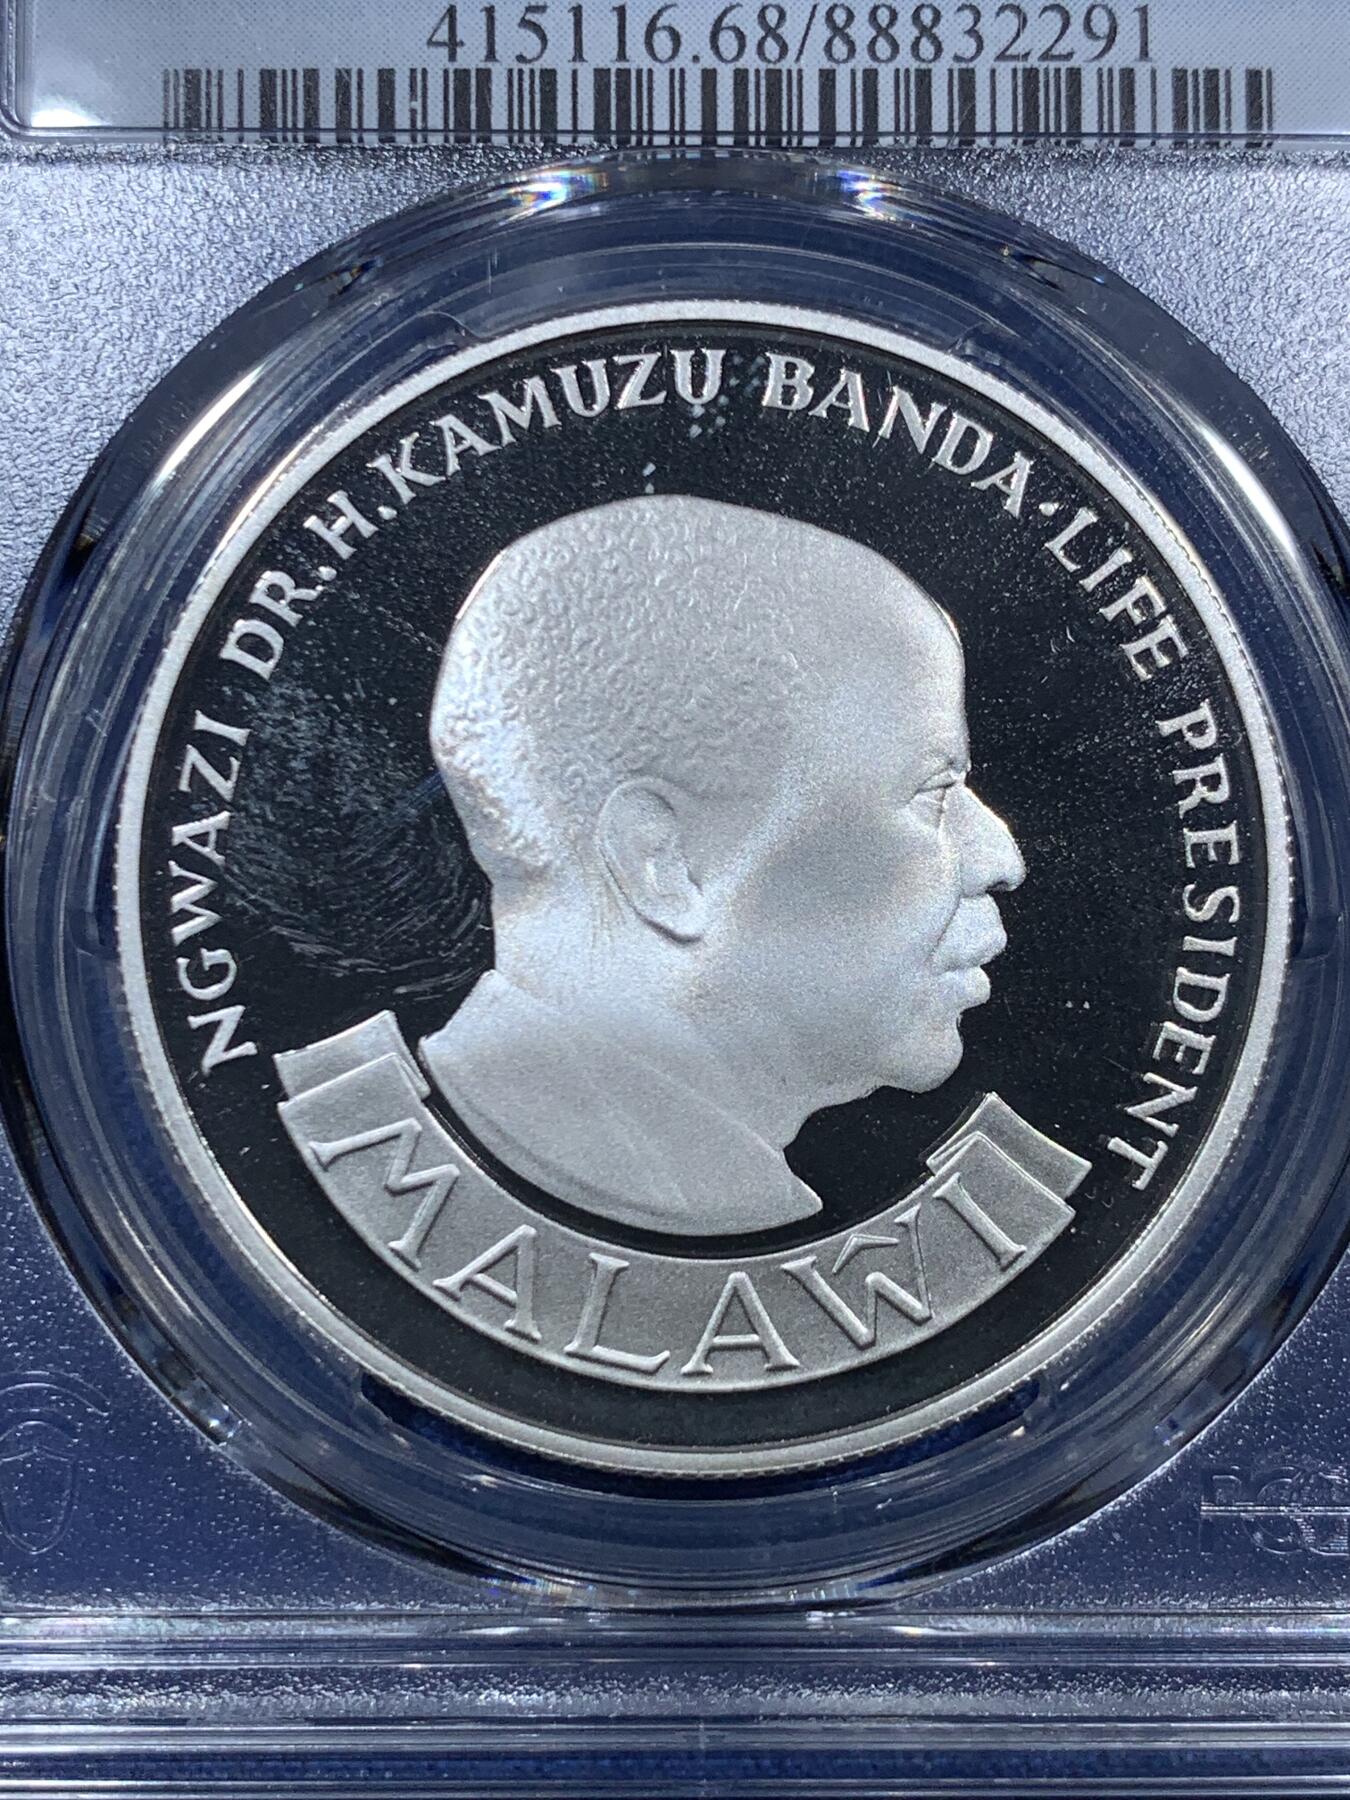 415116.68/88832291
NGWAZI DR.H.KAMUZU BANDA·LIFE PRESIDENT
MALAŴI